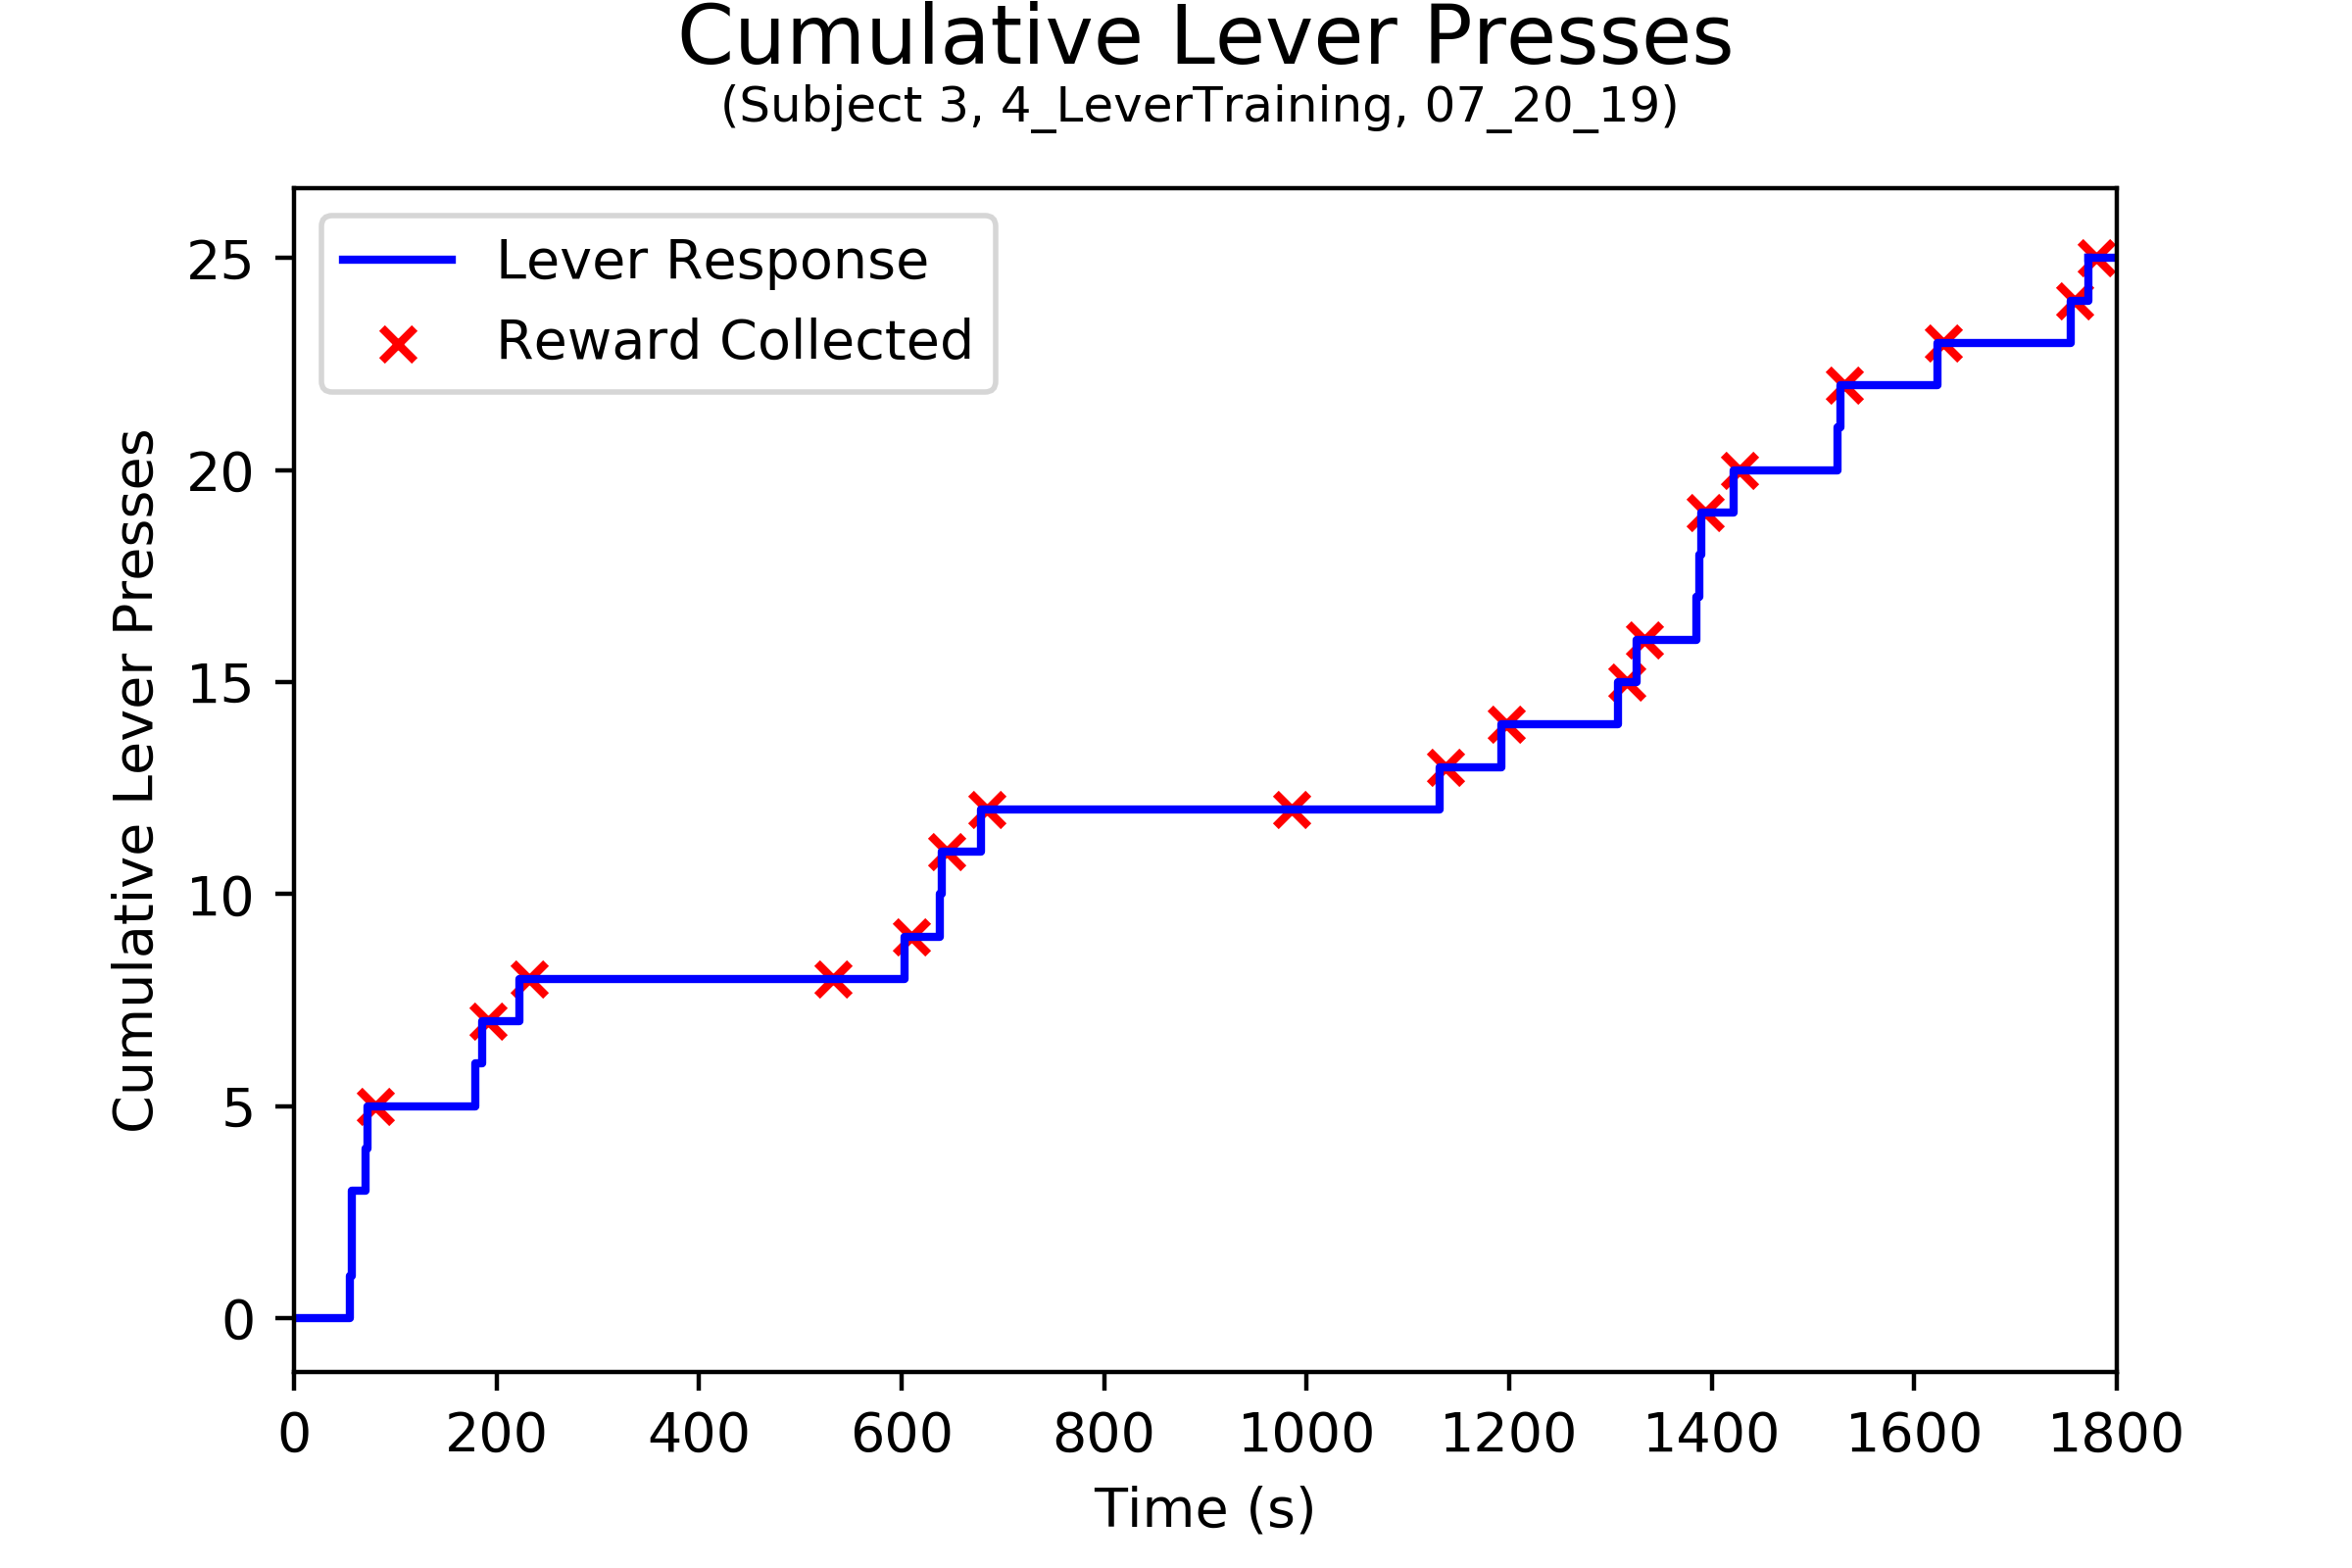 Cumulative Lever Presses
(Subject 3, 4_LeverTraining, 07_20_19)
Lever Response
Reward Collected
Cumulative Lever Presses
25
20
15
10
5
0
0 200 400 600 800 1000 1200 1400 1600 1800
Time (s)